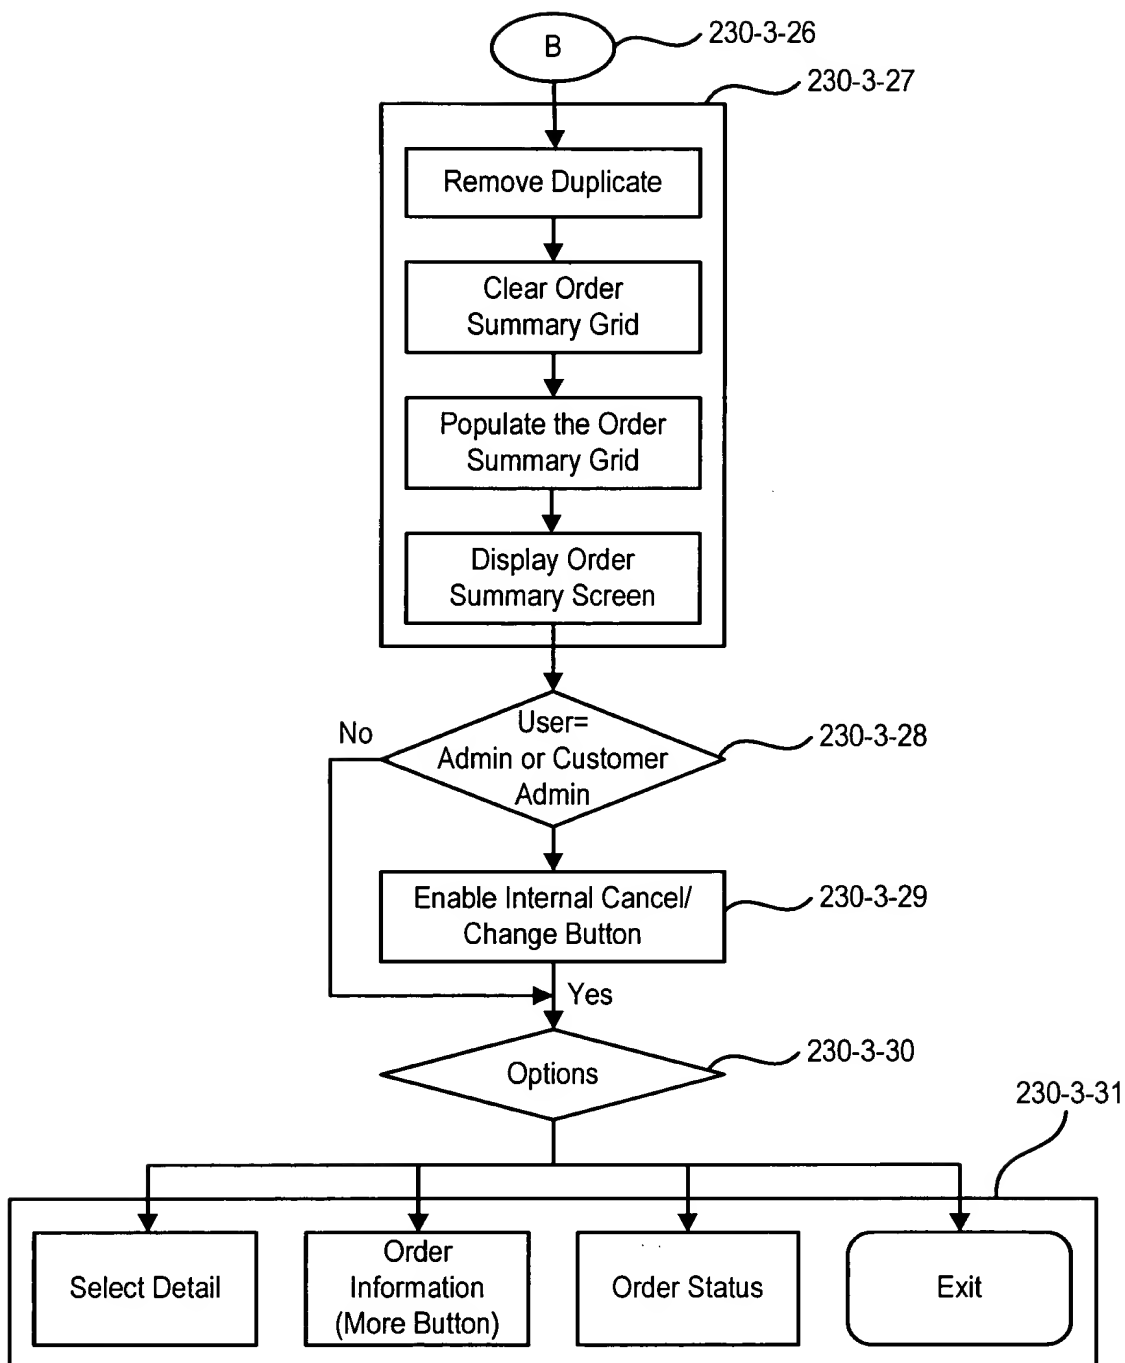 B
230-3-26
230-3-27
Remove Duplicate
Clear Order
Summary Grid
Populate the Order
Summary Grid
Display Order
Summary Screen
No
User=
Admin or Customer
Admin
230-3-28
Enable Internal Cancel/
Change Button
230-3-29
Yes
Options
230-3-30
230-3-31
Select Detail
Order
Information
(More Button)
Order Status
Exit